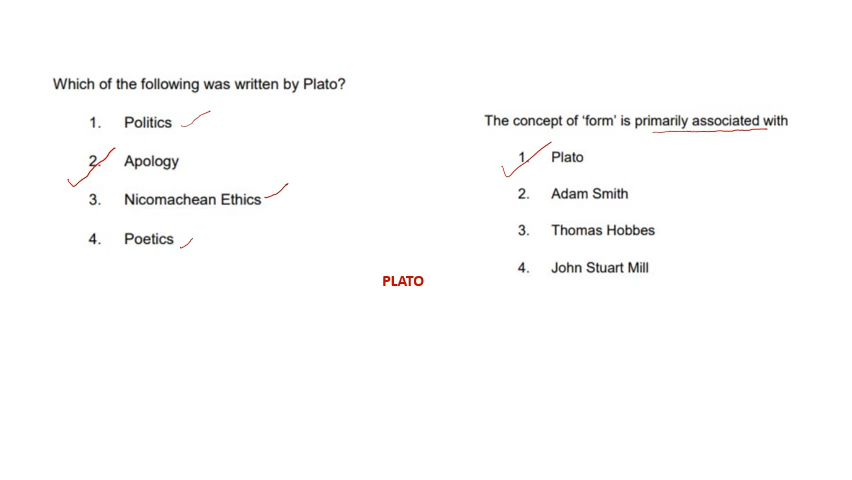 Which of the following was written by Plato?
1. Politics
2. Apology
3. Nicomachean Ethics
4. Poetics
The concept of 'form' is primarily associated with
1. Plato
2. Adam Smith
3. Thomas Hobbes
4. John Stuart Mill
PLATO